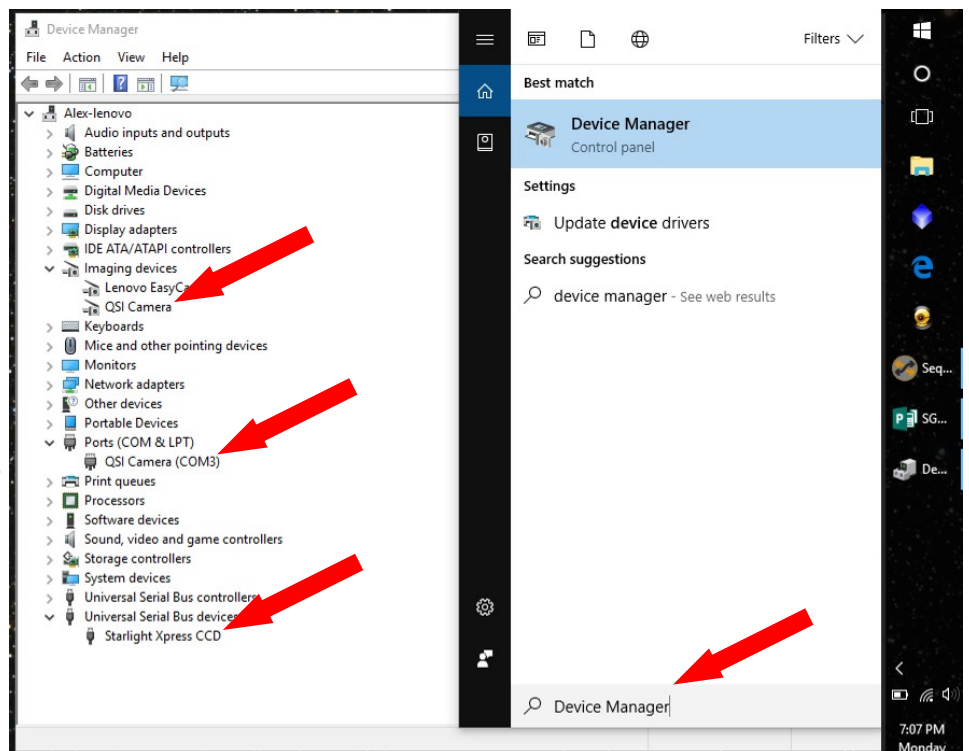 Device Manager
File Action View Help
Alex-lenovo
Audio inputs and outputs
Batteries
Computer
Digital Media Devices
Disk drives
Display adapters
IDE ATA/ATAPI controllers
Imaging devices
Lenovo
QSI Camera
Keyboards
Mice and other pointing devices
Monitors
Network adapters
Other devices
Portable Devices
Ports (COM & LPT)
QSI Camera (COM3)
Print queues
Processors
Software devices
Sound, video and game controllers
Storage controllers
System devices
Universal Serial Bus controllers
Universal Serial Bus devices
Starlight Xpress CCD
Filters
Best match
Device Manager
Control panel
Settings
Update device drivers
Search suggestions
device manager - See web results
Device Manager
Seq...
SG...
De...
7:07 PM
Monday